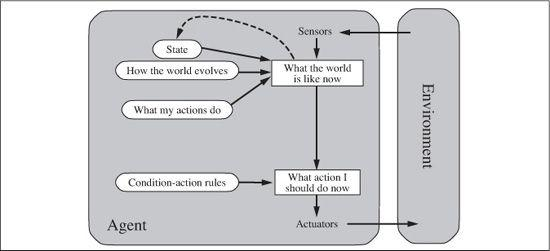 Sensors
State
How the world evolves
What the world
is like now
What my actions do
Condition-action rules
What action I
should do now
Agent
Actuators
Environment